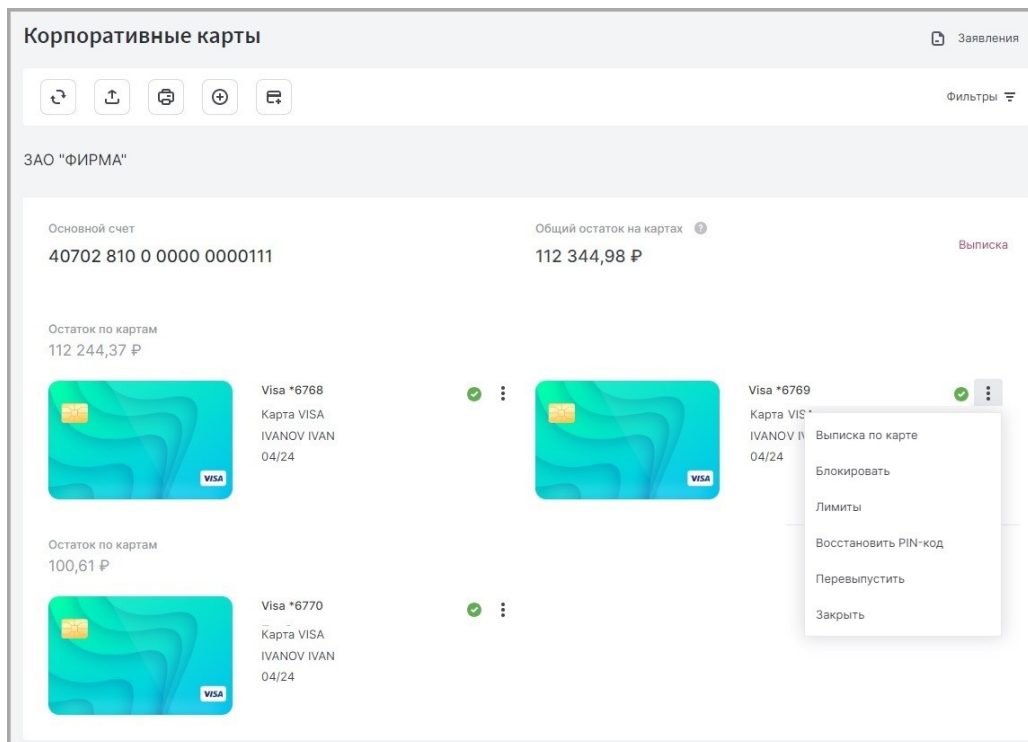 Корпоративные карты
Заявления
Фильтры
ЗАО "ФИРМА"
Основной счет
Общий остаток на картах ?
40702 810 0 0000 0000111
112 344,98 ₽
Выписка
Остаток по картам
112 244,37 ₽
VISA
Visa *6768
Карта VISA
IVANOV IVAN
04/24
VISA
Visa *6769
Карта
IVANOV
04/24
Выписка по карте
Блокировать
Лимиты
Восстановить PIN-код
Перевыпустить
Закрыть
Остаток по картам
100,61 ₽
VISA
Visa *6770
Карта VISA
IVANOV IVAN
04/24